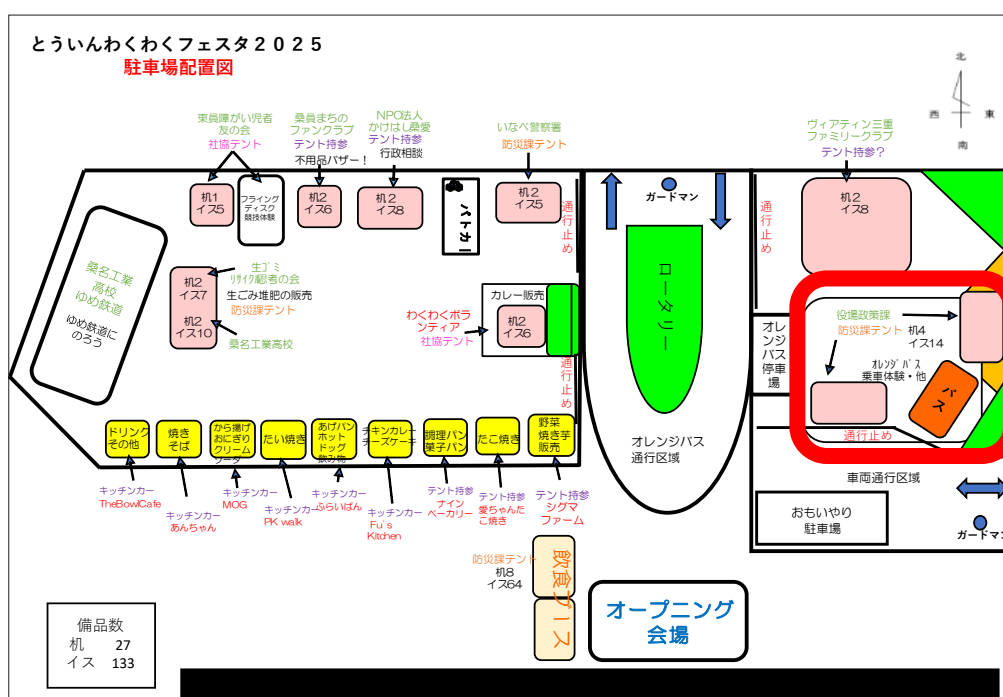 とういんわくわくフェスタ2025
駐車場配置図
北
西
東
南
東員障がい児者
友の会
社協テント
桑員まちの
ファンクラブ
テント持参
不用品バザー!
NPO法人
かけはし桑愛
テント持参
行政相談
いなべ警察署
防災課テント
ヴィアティン三重
ファミリークラブ
テント持参?
机1
イス5
フライング
ディスク
競技体験
机2
イス6
机2
イス8
パトカー
机2
イス5
通行止め
ガードマン
通行止め
机2
イス8
桑名工業
高校
ゆめ鉄道
ゆめ鉄道に
のろう
机2
イス7
机2
イス10
生ゴミ
リサイクル思考の会
生ごみ堆肥の販売
防災課テント
桑名工業高校
わくわくボラ
ンティア
社協テント
カレー販売
机2
イス6
通行止め
ロータリー
オレンジバス
通行区域
オレ
ンジ
バス
停車
場
役場政策課
防災課テント
机4
イス14
オレンジバス
乗車体験・他
バス
通行止め
車両通行区域
おもいやり
駐車場
ガードマン
ドリンク
その他
焼き
そば
から揚げ
おにぎり
クリーム
ソーダ
たい焼き
あげパン
ホット
ドッグ
飲み物
チキンカレー
チーズケーキ
調理パン
菓子パン
たこ焼き
野菜
焼き芋
販売
キッチンカー
TheBowlCafe
キッチンカー
あんちゃん
キッチンカー
MOG
キッチンカー
PK walk
キッチンカー
ふらいぱん
キッチンカー
Fu's
Kitchen
テント持参
ナイン
ベーカリー
テント持参
愛ちゃんた
こ焼き
テント持参
シグマ
ファーム
防災課テント
机8
イス64
飲食ブース
オープニング
会場
備品数
机 27
イス 133